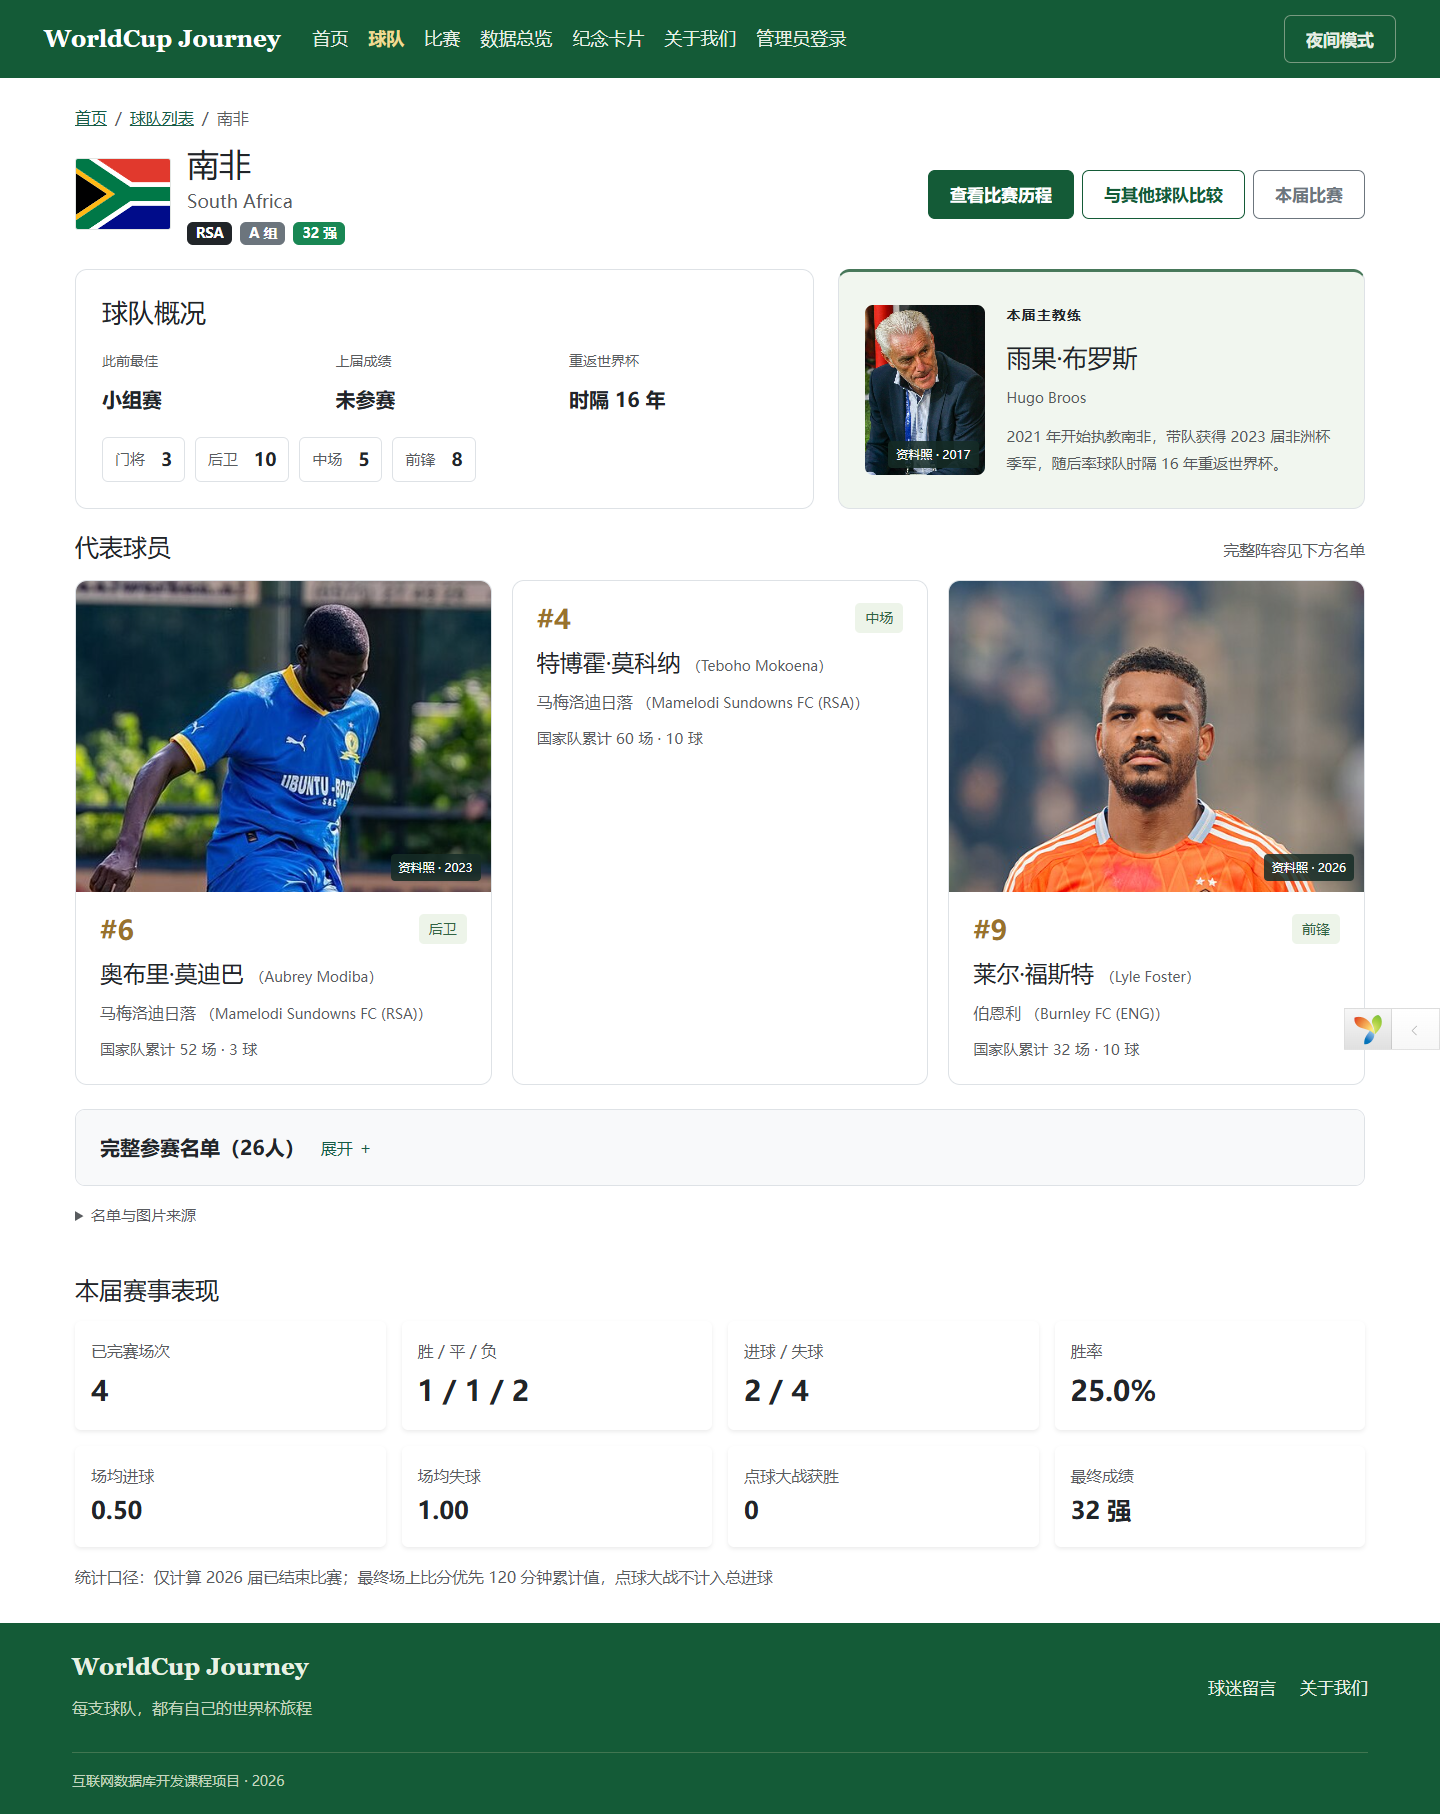 WorldCup Journey 首页 球队 比赛 数据总览 纪念卡片 关于我们 管理员登录 夜间模式
首页 / 球队列表 / 南非
南非
South Africa
RSA A 组 32 强
查看比赛历程 与其他球队比较 本届比赛
球队概况
此前最佳 上届成绩 重返世界杯
小组赛 未参赛 时隔 16 年
门将 3 后卫 10 中场 5 前锋 8
资料照 · 2017
本届主教练
雨果·布罗斯
Hugo Broos
2021 年开始执教南非，带队获得 2023 届非洲杯
季军，随后率球队时隔 16 年重返世界杯。
代表球员
完整阵容见下方名单
UBUNTU - BOT
S&E
资料照 · 2023
#6 后卫
奥布里·莫迪巴 （Aubrey Modiba）
马梅洛迪日落 （Mamelodi Sundowns FC (RSA)）
国家队累计 52 场 · 3 球
#4 中场
特博霍·莫科纳 （Teboho Mokoena）
马梅洛迪日落 （Mamelodi Sundowns FC (RSA)）
国家队累计 60 场 · 10 球
资料照 · 2026
#9 前锋
莱尔·福斯特 （Lyle Foster）
伯恩利 （Burnley FC (ENG)）
国家队累计 32 场 · 10 球
完整参赛名单（26人） 展开 +
名单与图片来源
本届赛事表现
已完赛场次 胜 / 平 / 负 进球 / 失球 胜率
4 1 / 1 / 2 2 / 4 25.0%
场均进球 场均失球 点球大战获胜 最终成绩
0.50 1.00 0 32 强
统计口径：仅计算 2026 届已结束比赛；最终场上比分优先 120 分钟累计值，点球大战不计入总进球
WorldCup Journey
每支球队，都有自己的世界杯旅程
球迷留言 关于我们
互联网数据库开发课程项目 · 2026